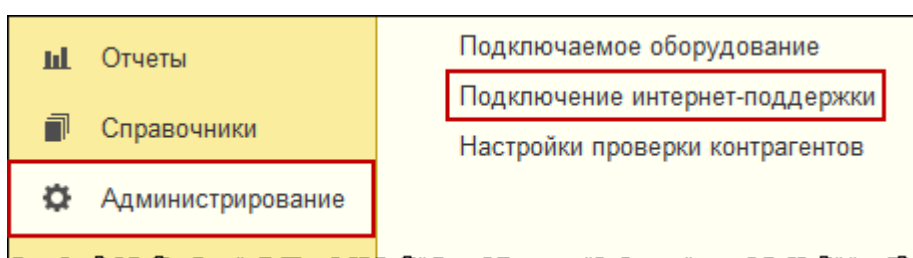 Отчеты
Справочники
Администрирование
Подключаемое оборудование
Подключение интернет-поддержки
Настройки проверки контрагентов